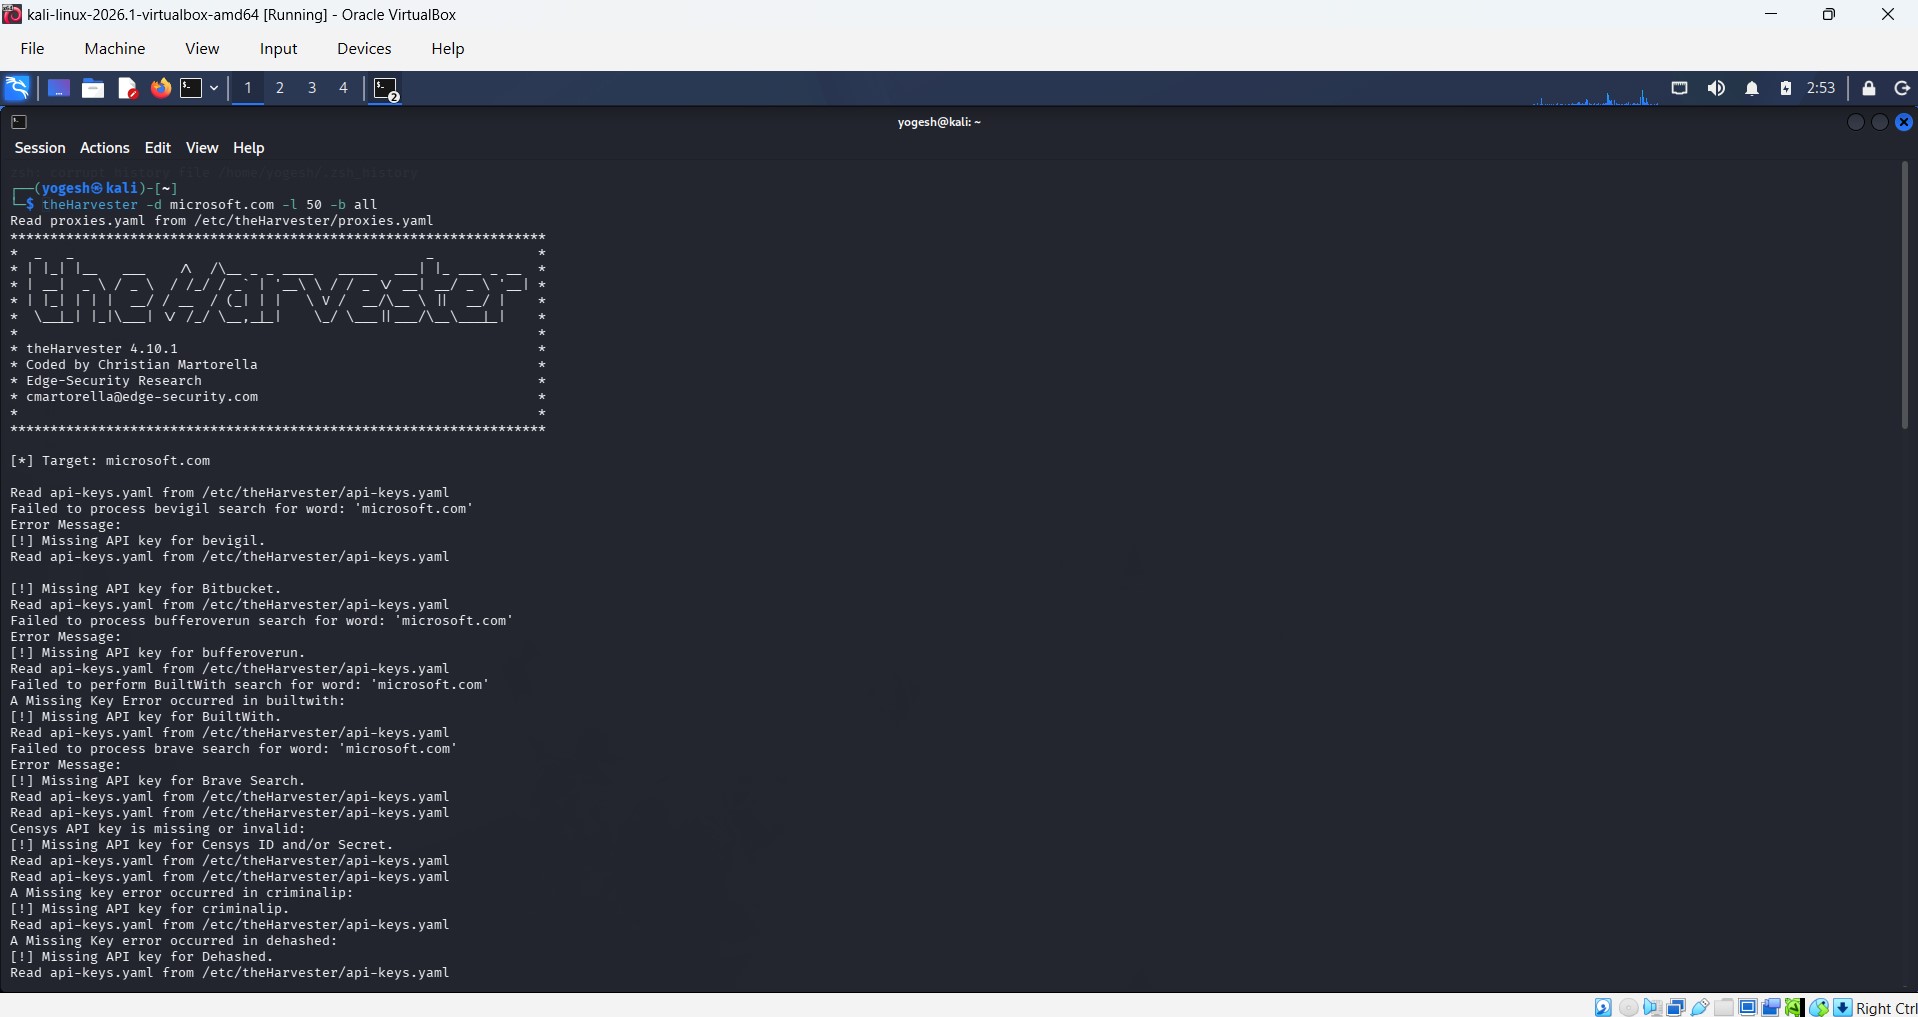 kali-linux-2026.1-virtualbox-amd64 [Running] - Oracle VirtualBox
File Machine View Input Devices Help
1 2 3 4 2 2:53
yogesh@kali: ~
Session Actions Edit View Help
zsh: corrupt history file /home/yogesh/.zsh_history
┌──(yogesh㉿kali)-[~]
└─$ theHarvester -d microsoft.com -l 50 -b all
Read proxies.yaml from /etc/theHarvester/proxies.yaml
*******************************************************************
theHarvester
* theHarvester 4.10.1 *
* Coded by Christian Martorella *
* Edge-Security Research *
* cmartorella@edge-security.com *
* *
*******************************************************************
[*] Target: microsoft.com
Read api-keys.yaml from /etc/theHarvester/api-keys.yaml
Failed to process bevigil search for word: 'microsoft.com'
Error Message:
[!] Missing API key for bevigil.
Read api-keys.yaml from /etc/theHarvester/api-keys.yaml
[!] Missing API key for Bitbucket.
Read api-keys.yaml from /etc/theHarvester/api-keys.yaml
Failed to process bufferoverun search for word: 'microsoft.com'
Error Message:
[!] Missing API key for bufferoverun.
Read api-keys.yaml from /etc/theHarvester/api-keys.yaml
Failed to perform BuiltWith search for word: 'microsoft.com'
A Missing Key Error occurred in builtwith:
[!] Missing API key for BuiltWith.
Read api-keys.yaml from /etc/theHarvester/api-keys.yaml
Failed to process brave search for word: 'microsoft.com'
Error Message:
[!] Missing API key for Brave Search.
Read api-keys.yaml from /etc/theHarvester/api-keys.yaml
Read api-keys.yaml from /etc/theHarvester/api-keys.yaml
Censys API key is missing or invalid:
[!] Missing API key for Censys ID and/or Secret.
Read api-keys.yaml from /etc/theHarvester/api-keys.yaml
Read api-keys.yaml from /etc/theHarvester/api-keys.yaml
A Missing key error occurred in criminalip:
[!] Missing API key for criminalip.
Read api-keys.yaml from /etc/theHarvester/api-keys.yaml
A Missing Key error occurred in dehashed:
[!] Missing API key for Dehashed.
Read api-keys.yaml from /etc/theHarvester/api-keys.yaml
Right Ctrl